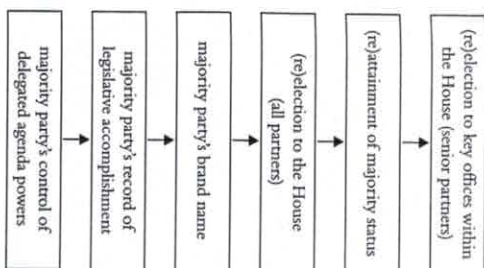 (re)election to key offices within
the House (senior partners)
(re)attainment of majority status
(re)election to the House
(all partners)
majority party's brand name
majority party's record of
legislative accomplishment
majority party's control of
delegated agenda powers